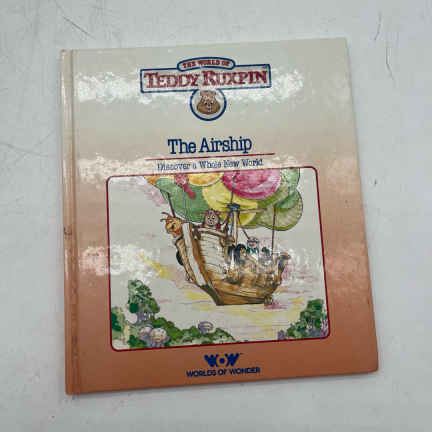 THE WORLD OF
TEDDY RUXPIN
The Airship
Discover a Whole New World
WOW
WORLDS OF WONDER